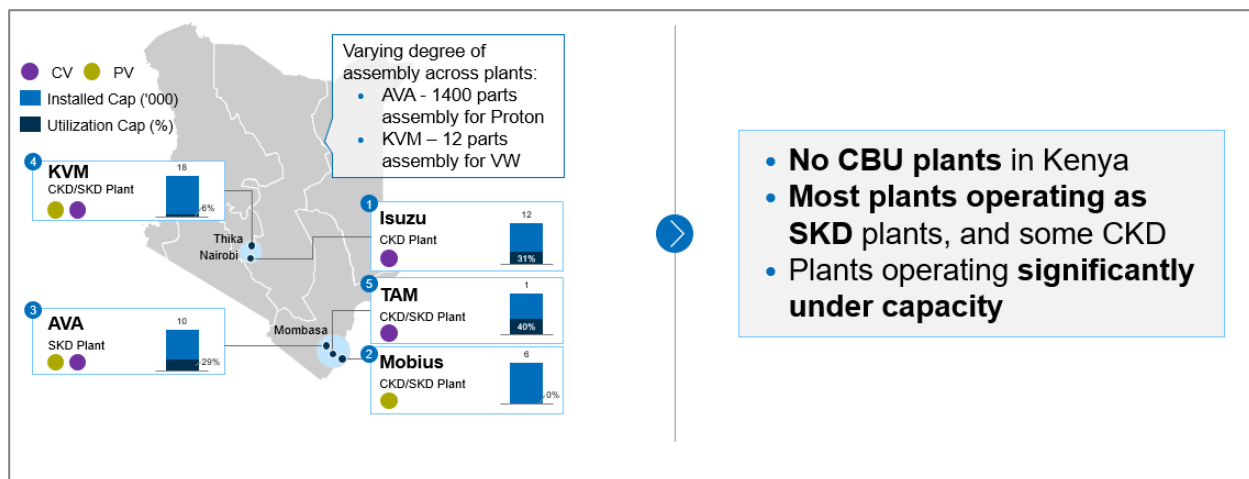 CV PV
Installed Cap ('000)
Utilization Cap (%)
Varying degree of
assembly across plants:
• AVA - 1400 parts
assembly for Proton
• KVM – 12 parts
assembly for VW
4
KVM
CKD/SKD Plant
18
6%
Thika
Nairobi
1
Isuzu
CKD Plant
12
31%
5
TAM
CKD/SKD Plant
1
40%
3
AVA
SKD Plant
10
29%
Mombasa
2
Mobius
CKD/SKD Plant
6
0%
• No CBU plants in Kenya
• Most plants operating as
SKD plants, and some CKD
• Plants operating significantly
under capacity